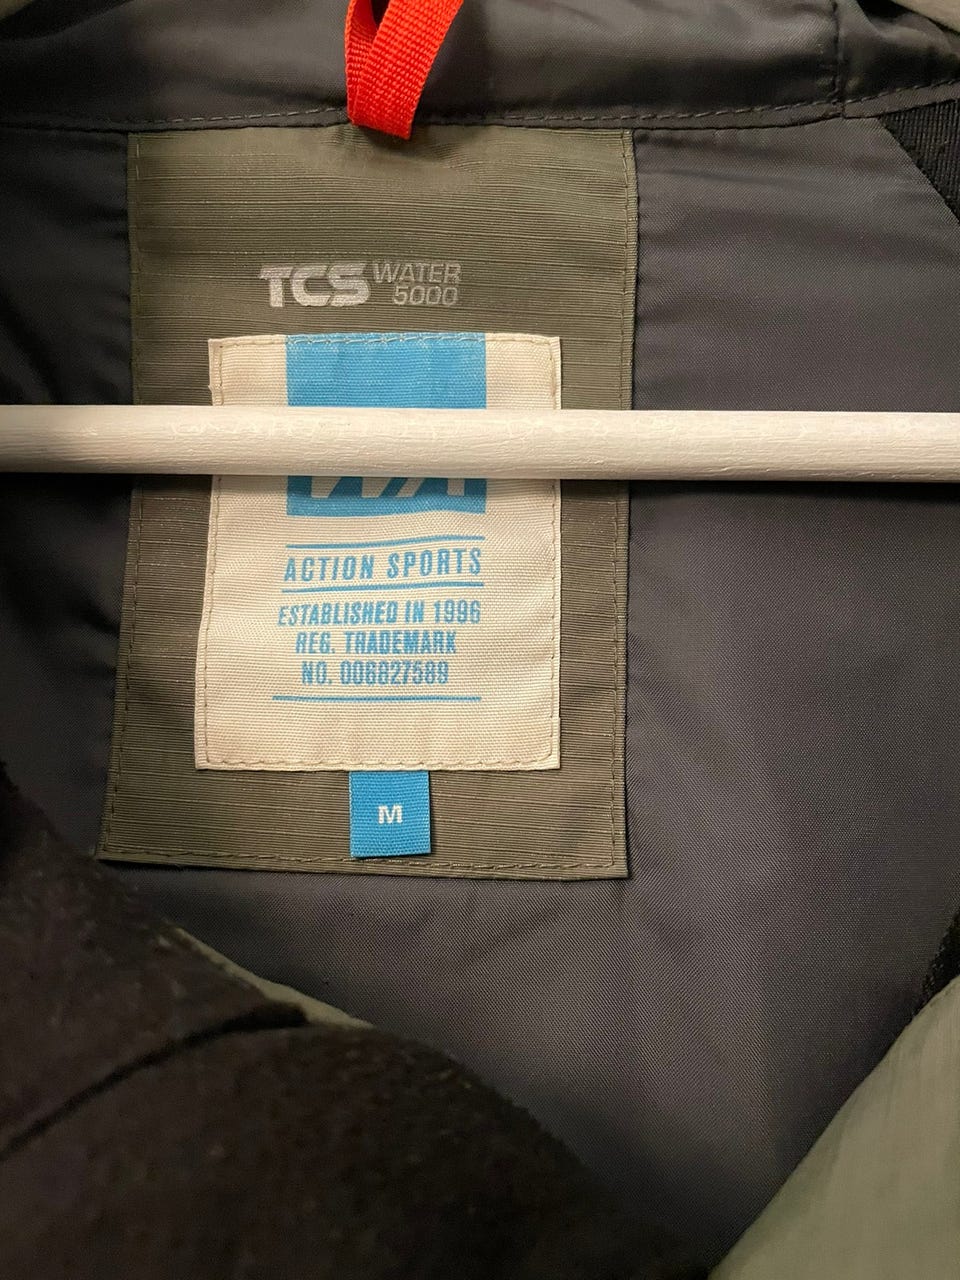 TCS WATER
5000
ACTION SPORTS
ESTABLISHED IN 1996
REG. TRADEMARK
NO. 006827589
M